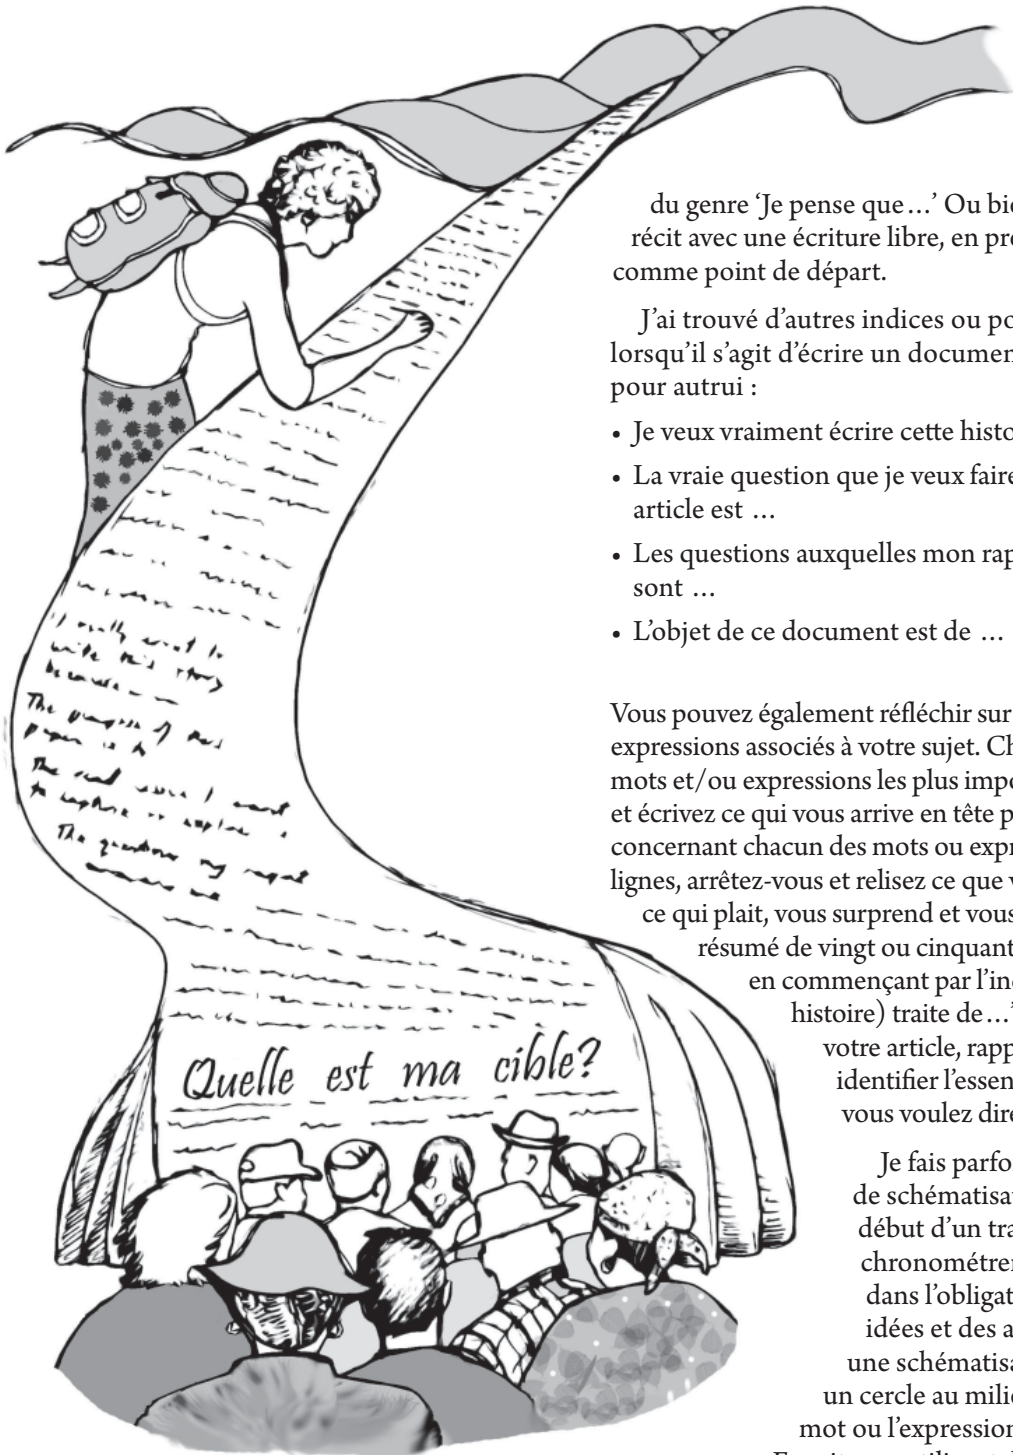 du genre ‘Je pense que…’ Ou bie
récit avec une écriture libre, en pre
comme point de départ.
J’ai trouvé d’autres indices ou po
lorsqu’il s’agit d’écrire un documen
pour autrui :
• Je veux vraiment écrire cette histo
• La vraie question que je veux faire
article est …
• Les questions auxquelles mon rap
sont …
• L’objet de ce document est de …
Vous pouvez également réfléchir sur
expressions associés à votre sujet. Ch
mots et/ou expressions les plus impo
et écrivez ce qui vous arrive en tête p
concernant chacun des mots ou expr
lignes, arrêtez-vous et relisez ce que v
ce qui plait, vous surprend et vous
résumé de vingt ou cinquant
en commençant par l’in
histoire) traite de…’
votre article, rapp
identifier l’essen
vous voulez dire
Je fais parfo
de schématisa
début d’un tra
chronométrer
dans l’obligat
idées et des a
une schématisa
un cercle au milie
mot ou l’expression
I really want to
write this story
because
The purpose of this
paper is to
The real issue I want
to explore
The questions my report
answers are
Quelle est ma cible?